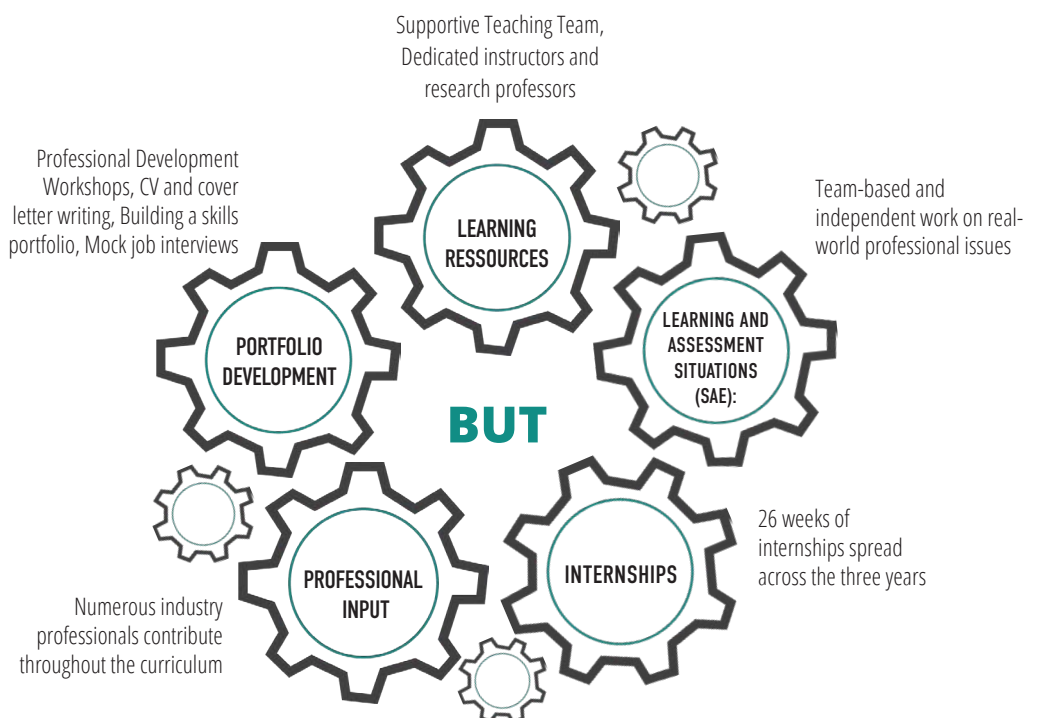 Supportive Teaching Team,
Dedicated instructors and
research professors
LEARNING
RESSOURCES
Professional Development
Workshops, CV and cover
letter writing, Building a skills
portfolio, Mock job interviews
PORTFOLIO
DEVELOPMENT
Team-based and
independent work on real-
world professional issues
LEARNING AND
ASSESSMENT
SITUATIONS
(SAE):
BUT
PROFESSIONAL
INPUT
Numerous industry
professionals contribute
throughout the curriculum
INTERNSHIPS
26 weeks of
internships spread
across the three years